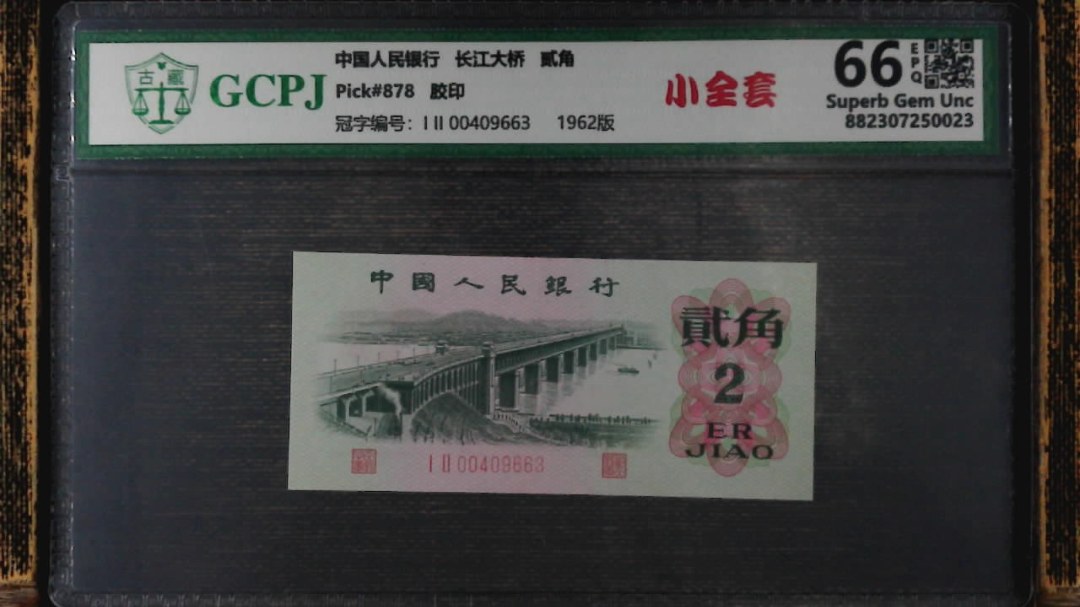 古 藏
GCPJ
中国人民银行 长江大桥 贰角
Pick#878 胶印
冠字编号: I II 00409663 1962版
小全套
66 EPQ
Superb Gem Unc
882307250023
中國人民銀行
貳角
2
ER
JIAO
I II 00409663